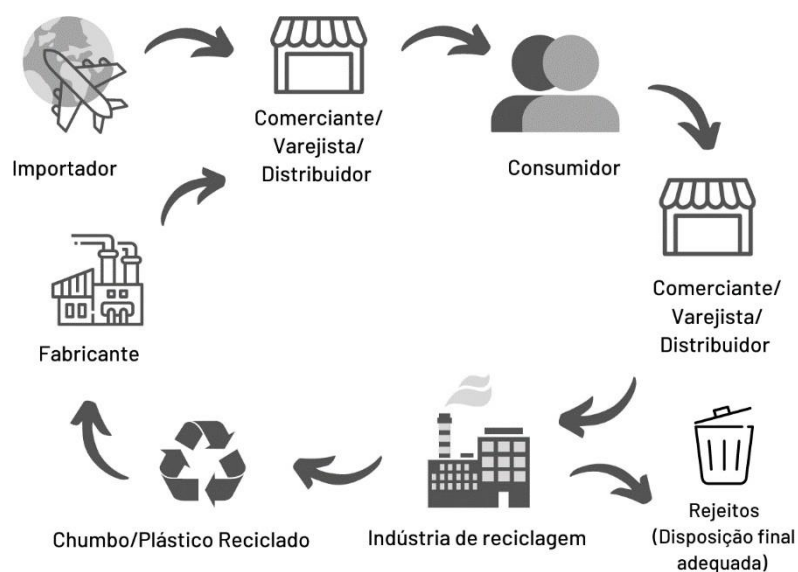 Importador
Comerciante/
Varejista/
Distribuidor
Consumidor
Comerciante/
Varejista/
Distribuidor
Fabricante
Chumbo/Plástico Reciclado
Indústria de reciclagem
Rejeitos
(Disposição final
adequada)